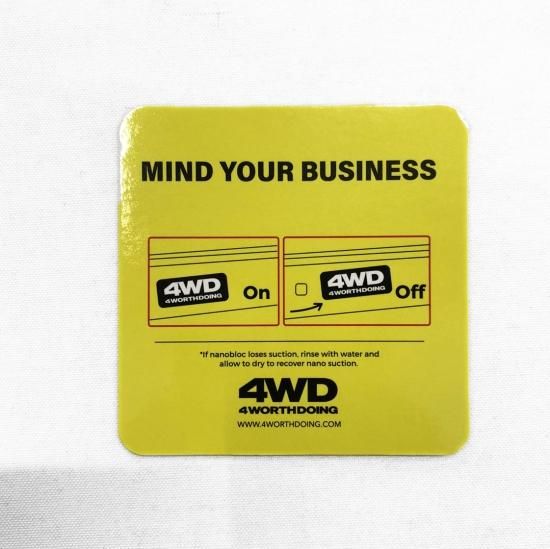 MIND YOUR BUSINESS
4WD
4WORTHDOING
On
4WD
4WORTHDOING
Off
*If nanobloc loses suction, rinse with water and
allow to dry to recover nano suction.
4WD
4WORTHDOING
WWW.4WORTHDOING.COM